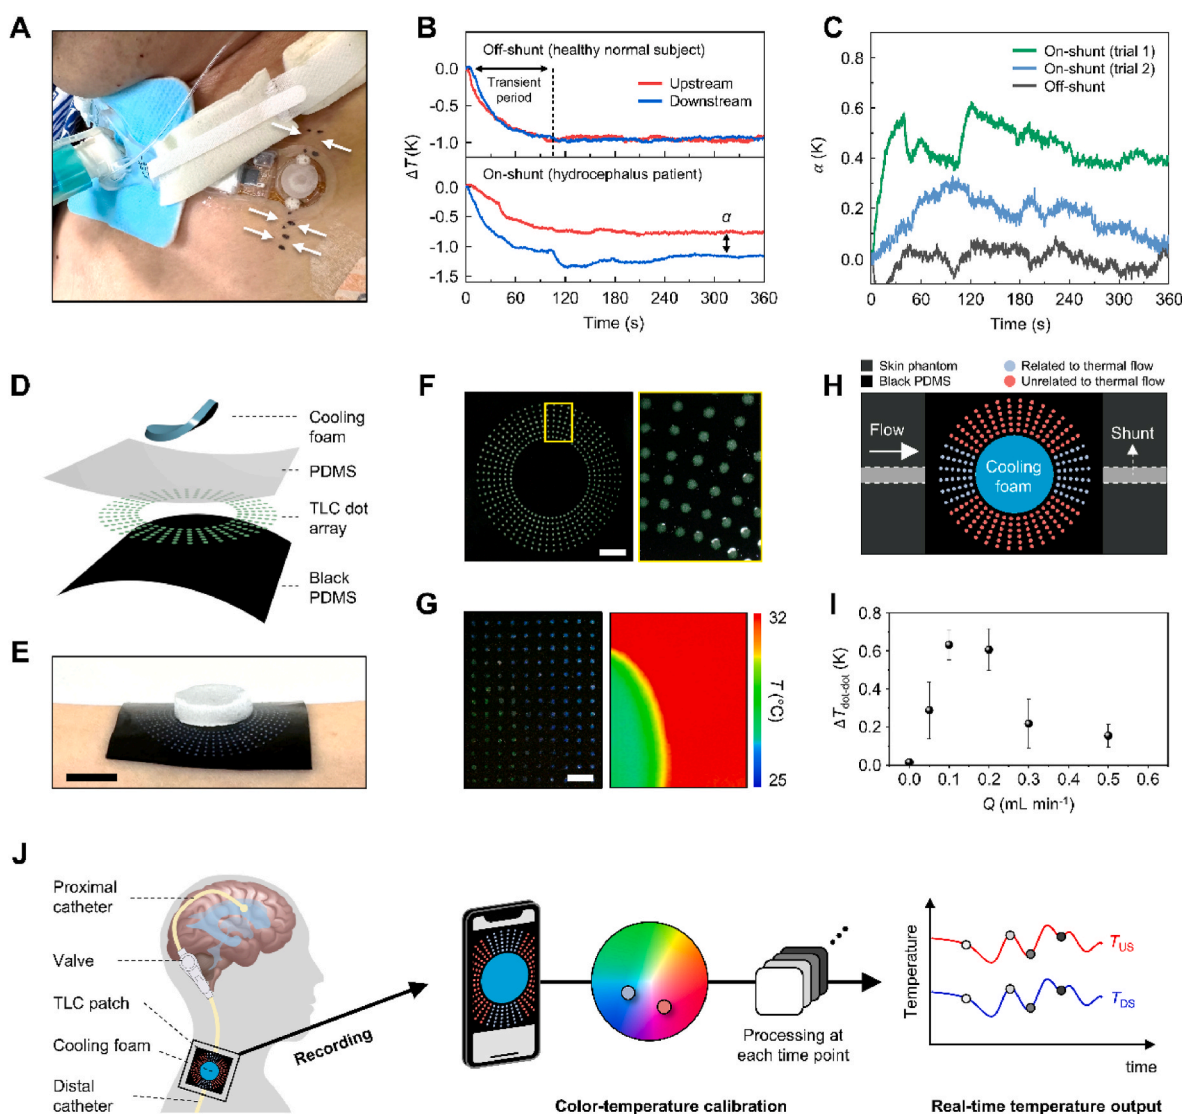 A
B
Off-shunt (healthy normal subject)
Transient
period
Upstream
Downstream
0.0
-0.5
-1.0
ΔT (K)
On-shunt (hydrocephalus patient)
α
0.0
-0.5
-1.0
-1.5
0 60 120 180 240 300 360
Time (s)
C
On-shunt (trial 1)
On-shunt (trial 2)
Off-shunt
0.8
0.6
0.4
0.2
0.0
α (K)
0 60 120 180 240 300 360
Time (s)
D
Cooling
foam
PDMS
TLC dot
array
Black
PDMS
E
F
G
32
T (°C)
25
Skin phantom
Black PDMS
Related to thermal flow
Unrelated to thermal flow
H
Flow
Cooling
foam
Shunt
I
0.8
0.6
0.4
0.2
0.0
ΔTdot-dot (K)
0.0 0.1 0.2 0.3 0.4 0.5 0.6
Q (mL min-1)
J
Proximal
catheter
Valve
TLC patch
Cooling foam
Distal
catheter
Recording
Processing at
each time point
Color-temperature calibration
Temperature
TUS
TDS
time
Real-time temperature output